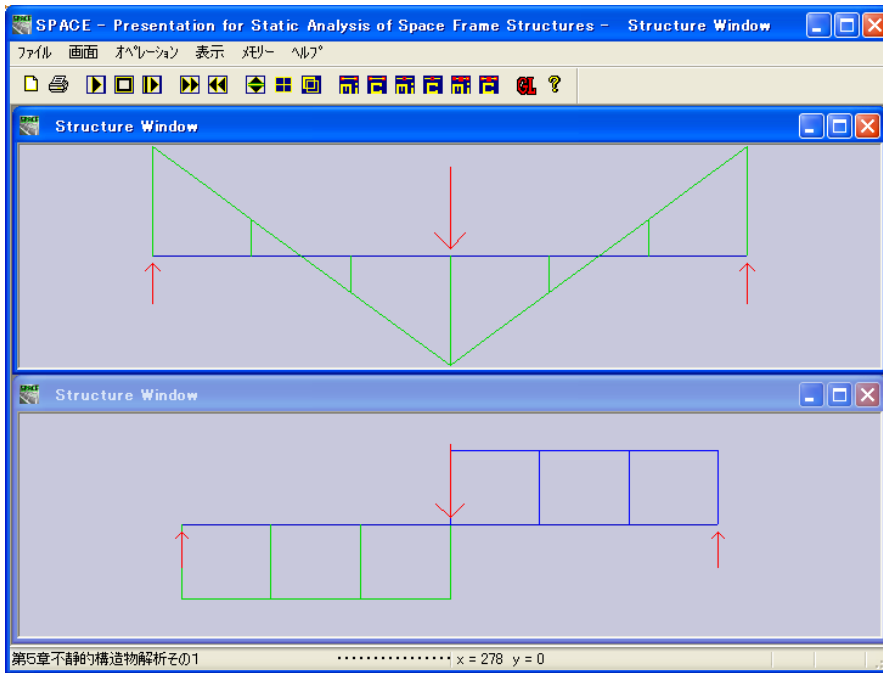 SPACE - Presentation for Static Analysis of Space Frame Structures - Structure Window
ファイル 画面 オペレーション 表示 メモリー ヘルプ
GL ?
Structure Window
Structure Window
第5章不静的構造物解析その1 ················ x = 278 y = 0